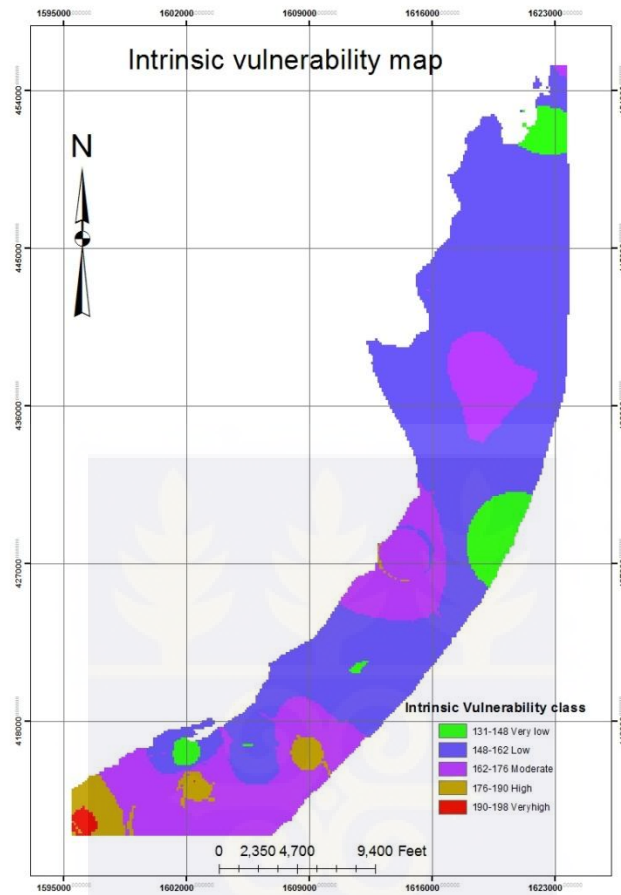 1595000 1602000 1609000 1616000 1623000
Intrinsic vulnerability map
454000
N
445000
436000
427000
418000
Intrinsic Vulnerability class
131-148 Very low
148-162 Low
162-176 Moderate
176-190 High
190-198 Veryhigh
0 2,350 4,700 9,400 Feet
1595000 1602000 1609000 1616000 1623000